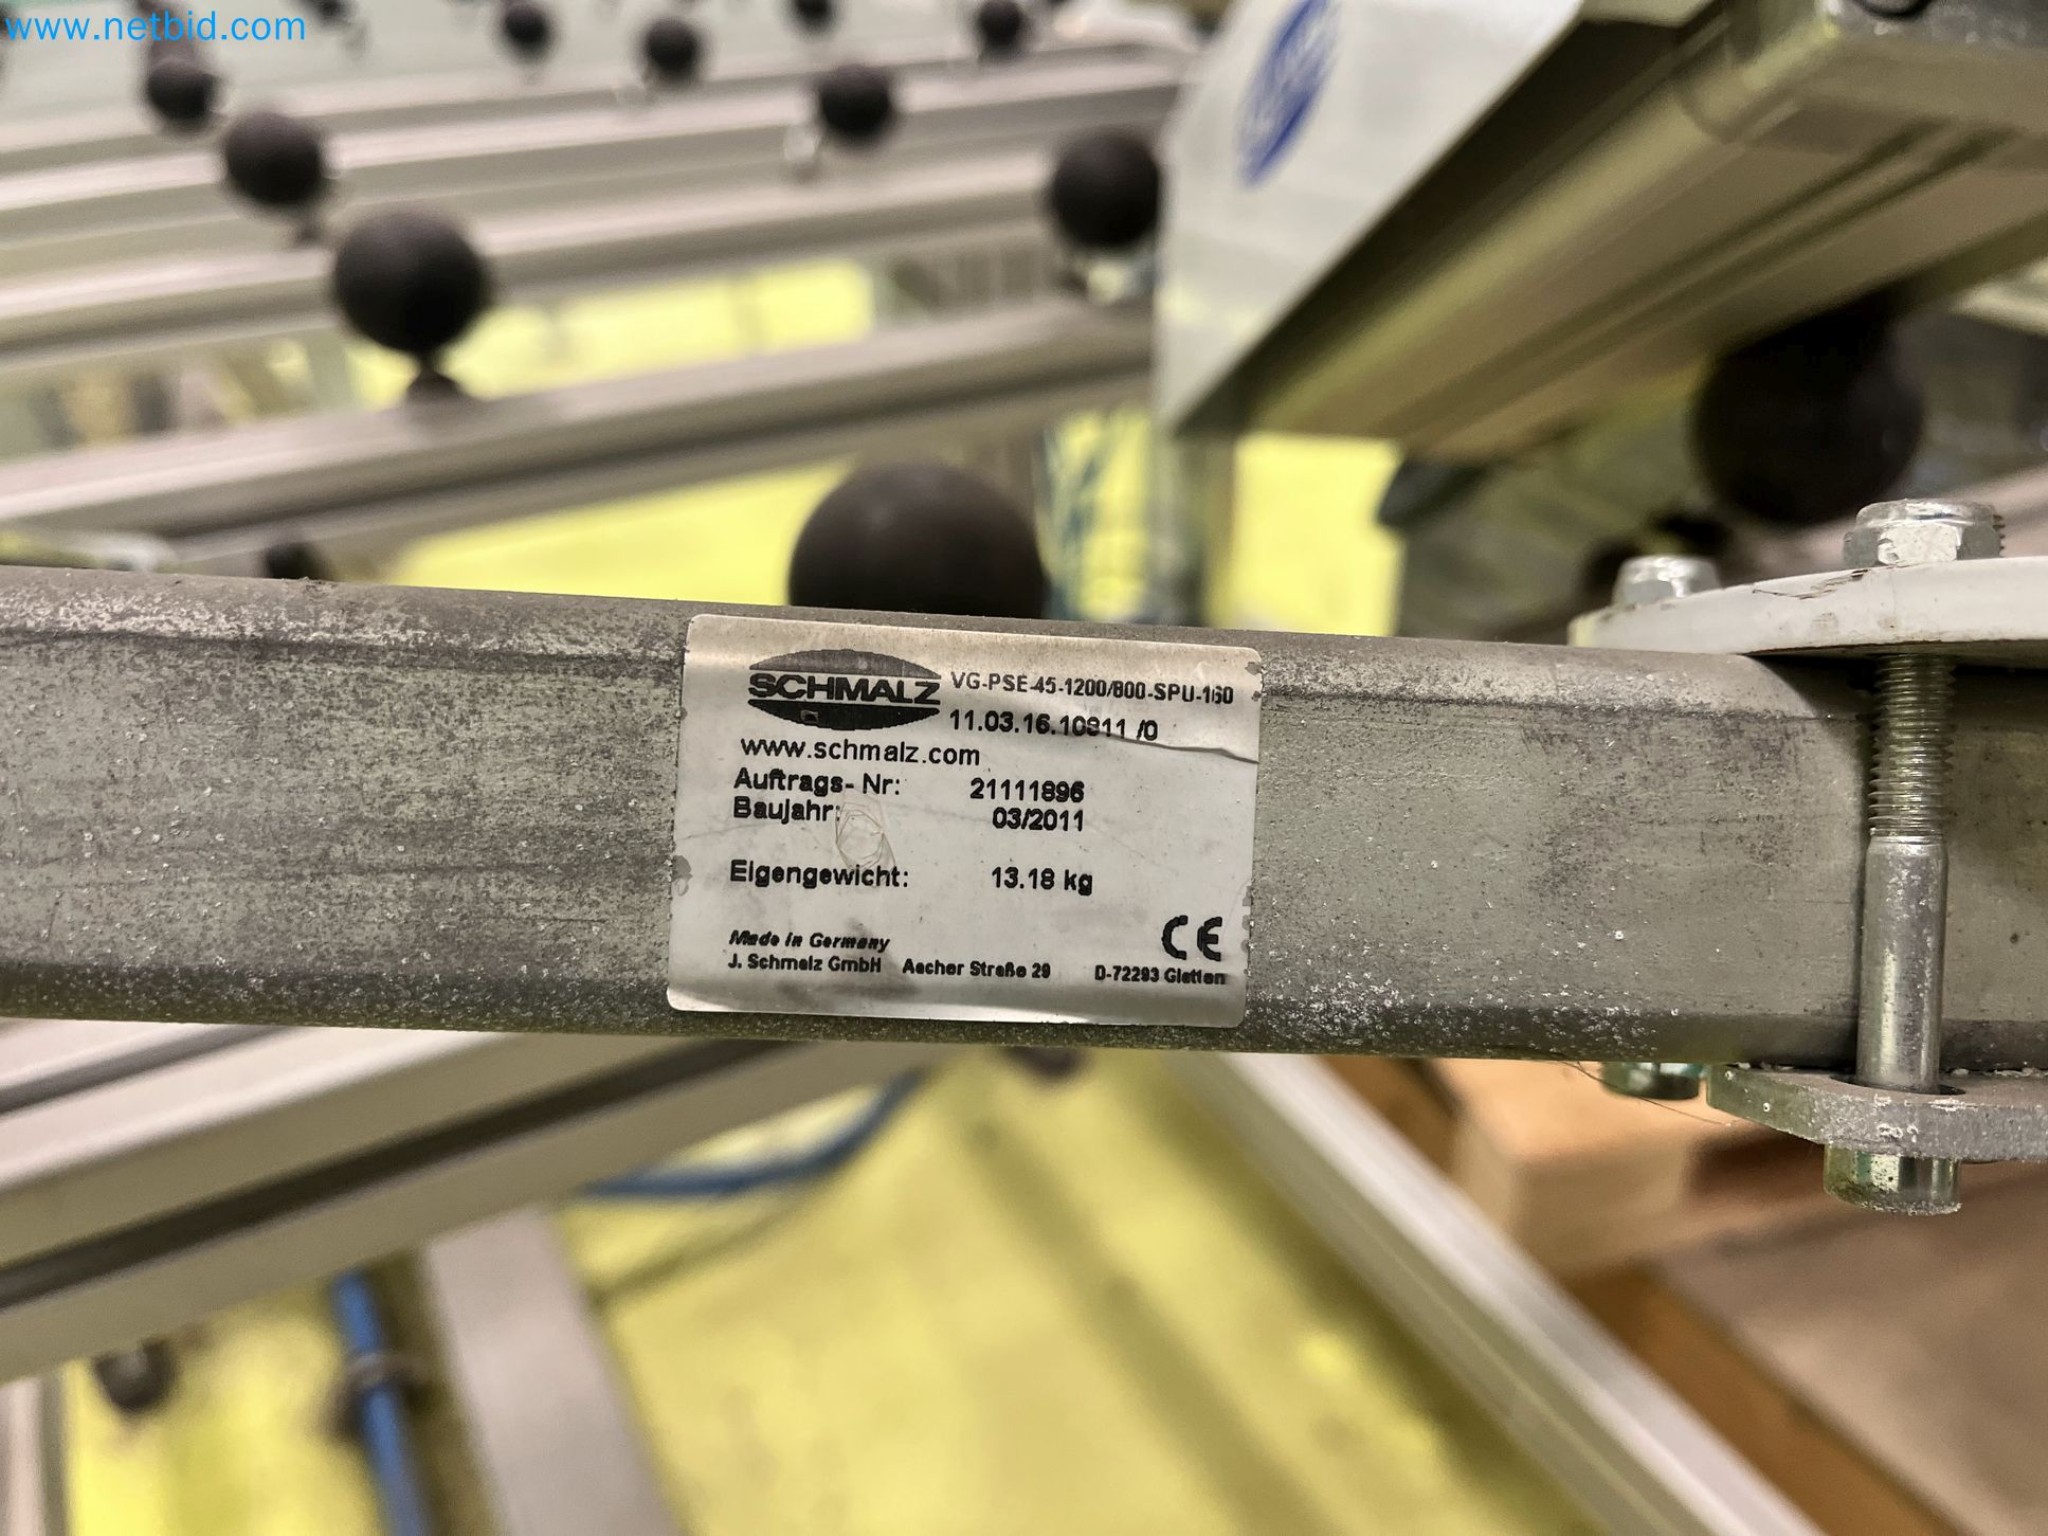 www.netbid.com
SCHMALZ
VG-PSE-45-1200/800-SPU-160
11.03.16.10811 /0
www.schmalz.com
Auftrags- Nr: 21111896
Baujahr: 03/2011
Eigengewicht: 13.18 kg
CE
Made in Germany
J. Schmalz GmbH Aacher Straße 29 D-72293 Glatten